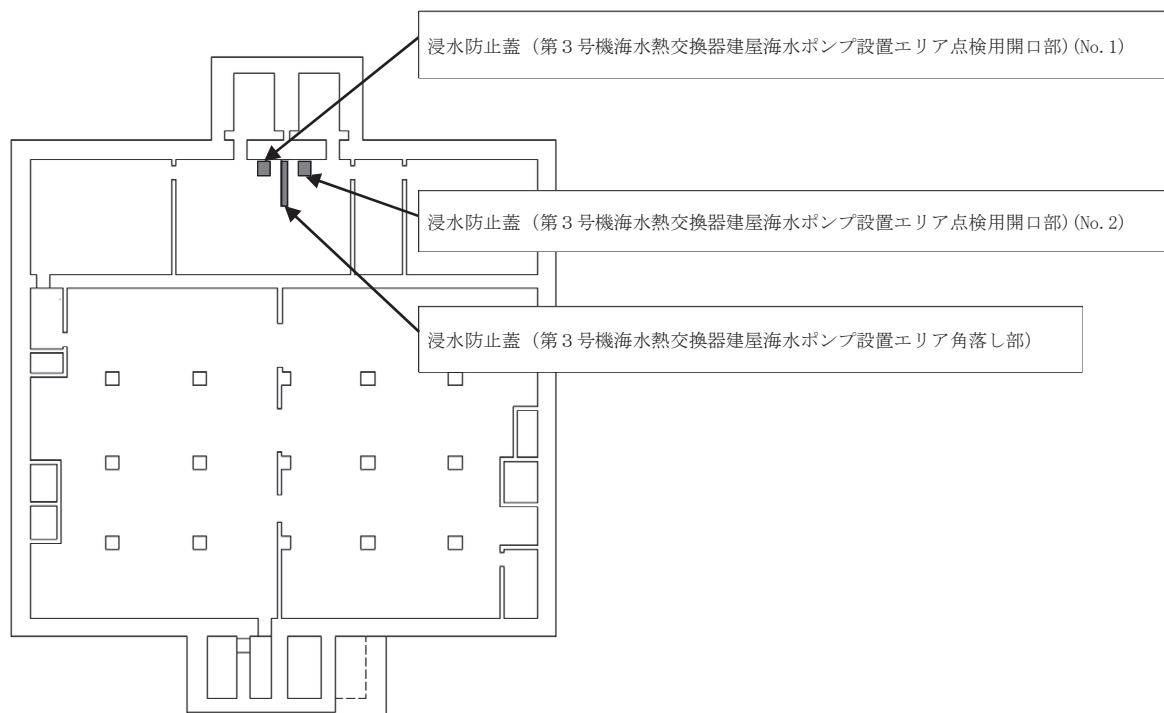 浸水防止蓋（第３号機海水熱交換器建屋海水ポンプ設置エリア点検用開口部）(No.1)
浸水防止蓋（第３号機海水熱交換器建屋海水ポンプ設置エリア点検用開口部）(No.2)
浸水防止蓋（第３号機海水熱交換器建屋海水ポンプ設置エリア角落し部）